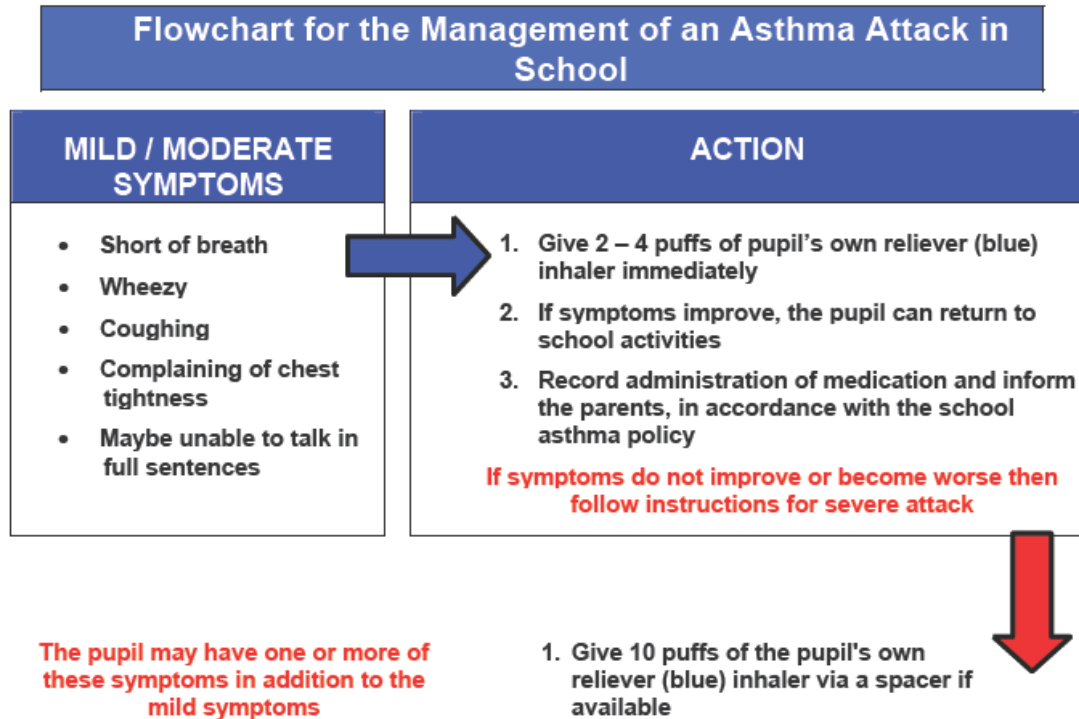 Flowchart for the Management of an Asthma Attack in
School
MILD / MODERATE
SYMPTOMS
• Short of breath
• Wheezy
• Coughing
• Complaining of chest
tightness
• Maybe unable to talk in
full sentences
ACTION
1. Give 2 – 4 puffs of pupil's own reliever (blue)
inhaler immediately
2. If symptoms improve, the pupil can return to
school activities
3. Record administration of medication and inform
the parents, in accordance with the school
asthma policy
If symptoms do not improve or become worse then
follow instructions for severe attack
The pupil may have one or more of
these symptoms in addition to the
mild symptoms
1. Give 10 puffs of the pupil's own
reliever (blue) inhaler via a spacer if
available